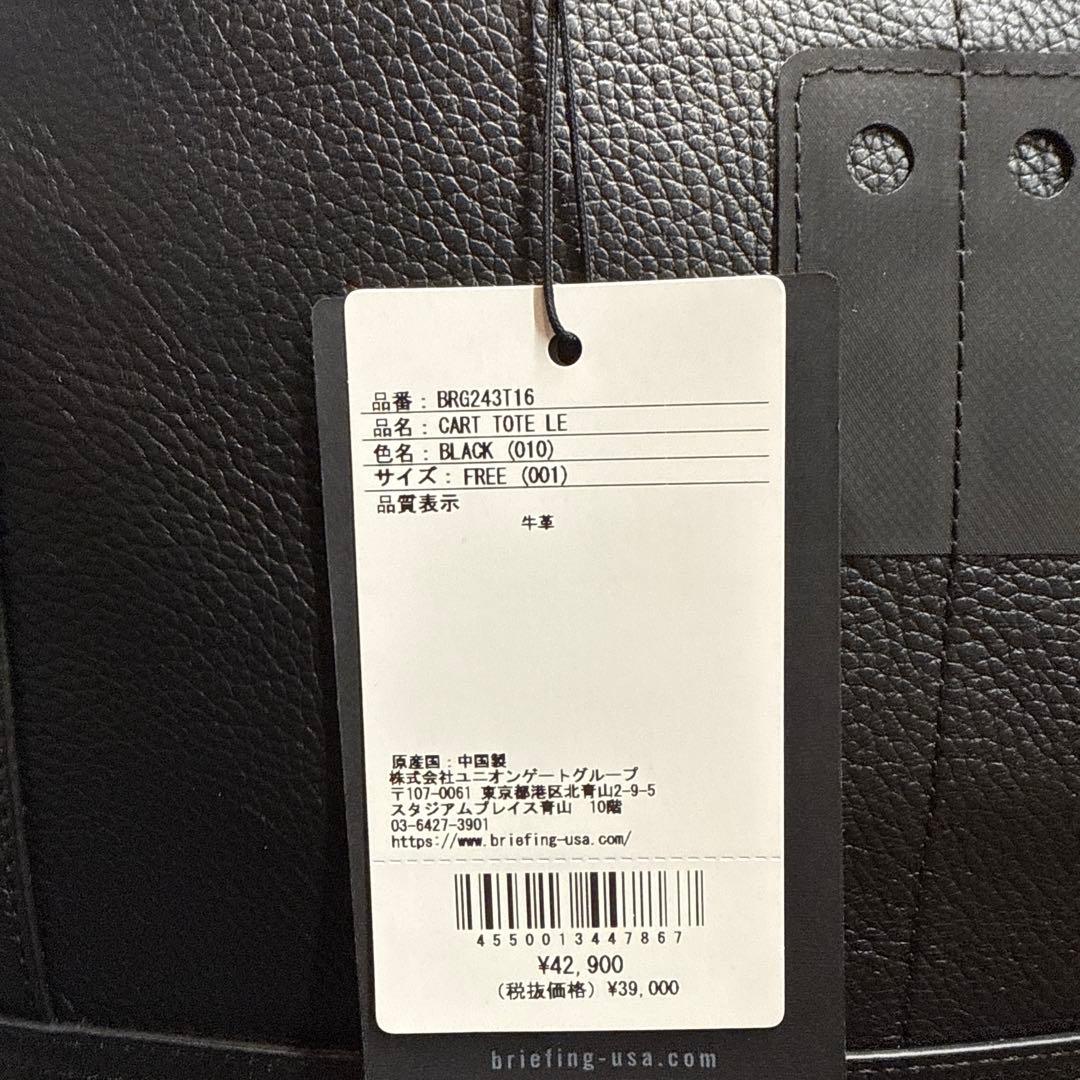 品番：BRG243T16
品名：CART TOTE LE
色名：BLACK (010)
サイズ：FREE (001)
品質表示
牛革
原産国：中国製
株式会社ユニオンゲートグループ
〒107-0061 東京都港区北青山2-9-5
スタジアムプレイス青山　10階
03-6427-3901
https://www.briefing-usa.com/
4550013447867
¥42,900
(税抜価格) ¥39,000
briefing-usa.com